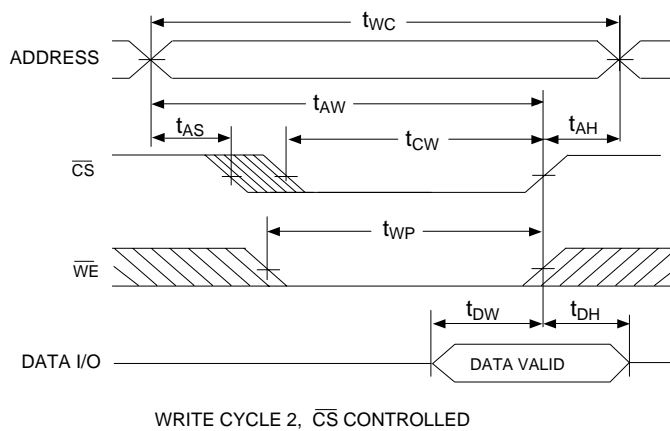 tWC
ADDRESS
tAW
tAS
tCW
tAH
CS
tWP
WE
tDW
tDH
DATA I/O
DATA VALID
WRITE CYCLE 2, CS CONTROLLED